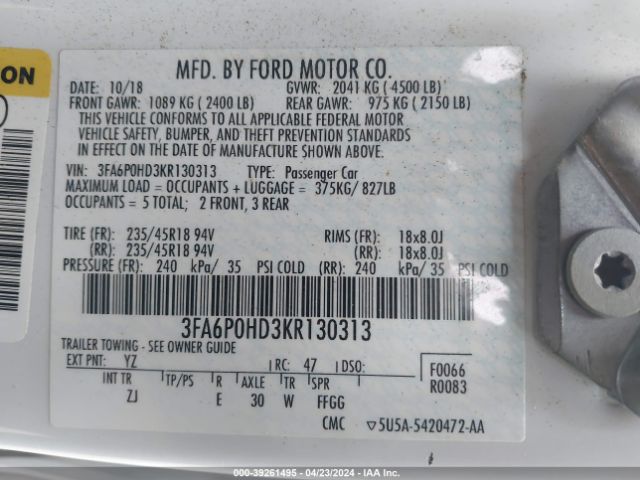 ON
MFD. BY FORD MOTOR CO.
DATE: 10/18 GVWR: 2041 KG ( 4500 LB)
FRONT GAWR: 1089 KG ( 2400 LB) REAR GAWR: 975 KG ( 2150 LB)
THIS VEHICLE CONFORMS TO ALL APPLICABLE FEDERAL MOTOR
VEHICLE SAFETY, BUMPER, AND THEFT PREVENTION STANDARDS
IN EFFECT ON THE DATE OF MANUFACTURE SHOWN ABOVE.
VIN: 3FA6P0HD3KR130313 TYPE: Passenger Car
MAXIMUM LOAD = OCCUPANTS + LUGGAGE = 375KG/ 827LB
OCCUPANTS = 5 TOTAL; 2 FRONT, 3 REAR
TIRE (FR): 235/45R18 94V RIMS (FR): 18x8.0J
(RR): 235/45R18 94V (RR): 18x8.0J
PRESSURE (FR): 240 kPa/ 35 PSI COLD (RR): 240 kPa/ 35 PSI COLD
3FA6P0HD3KR130313
TRAILER TOWING - SEE OWNER GUIDE
EXT PNT: YZ RC: 47 DSO: F0066
INT TR TP/PS R AXLE TR SPR R0083
ZJ E 30 W FFGG
CMC ▽5U5A-5420472-AA
000-39261495 - 04/23/2024 - IAA Inc.